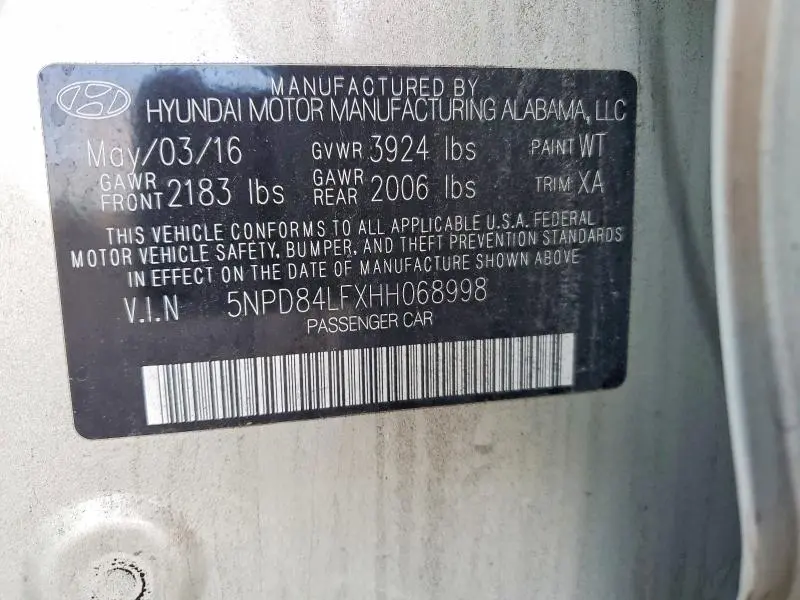 MANUFACTURED BY
HYUNDAI MOTOR MANUFACTURING ALABAMA, LLC
May/03/16 GVWR 3924 lbs PAINT WT
GAWR FRONT 2183 lbs GAWR REAR 2006 lbs TRIM XA
THIS VEHICLE CONFORMS TO ALL APPLICABLE U.S.A. FEDERAL
MOTOR VEHICLE SAFETY, BUMPER, AND THEFT PREVENTION STANDARDS
IN EFFECT ON THE DATE OF MANUFACTURE SHOWN ABOVE
V.I.N 5NPD84LFXHH068998
PASSENGER CAR